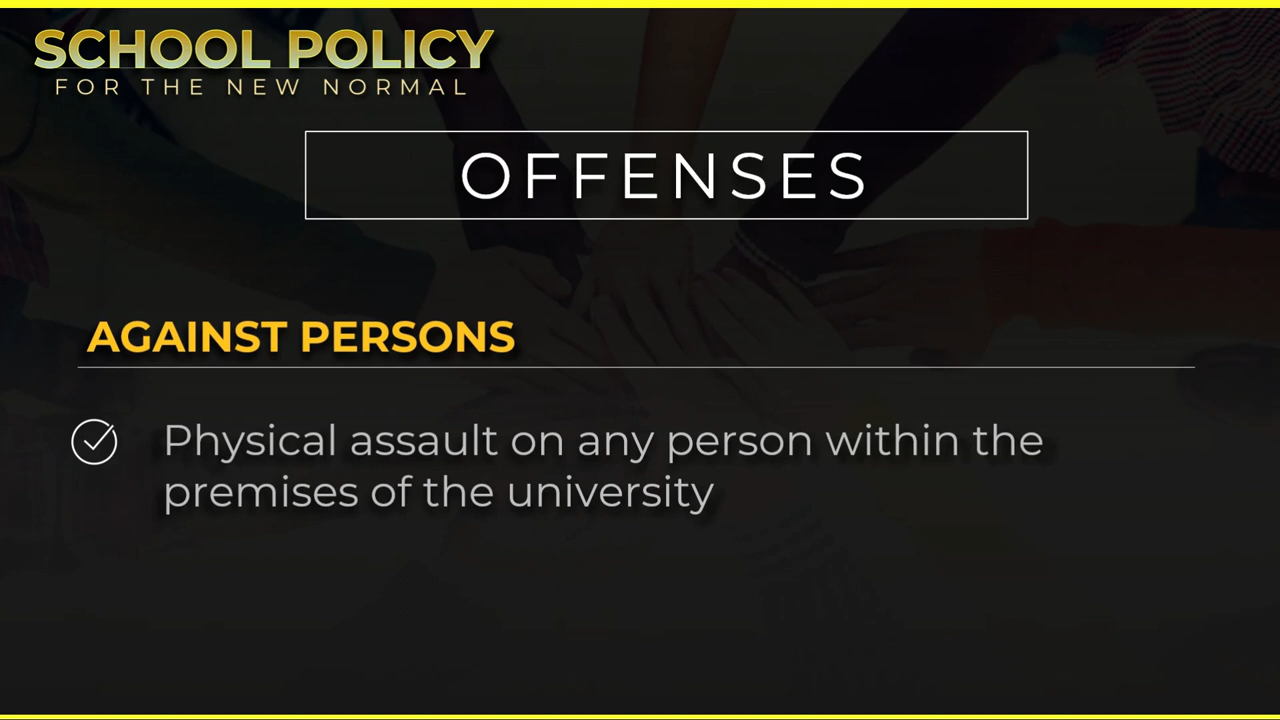 SCHOOL POLICY
FOR THE NEW NORMAL
OFFENSES
AGAINST PERSONS
Physical assault on any person within the
premises of the university